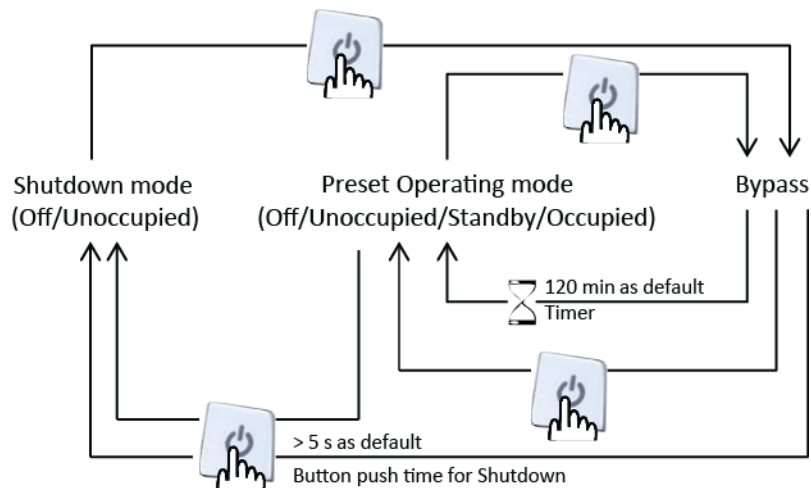 Shutdown mode
(Off/Unoccupied)
Preset Operating mode
(Off/Unoccupied/Standby/Occupied)
Bypass
120 min as default
Timer
> 5 s as default
Button push time for Shutdown